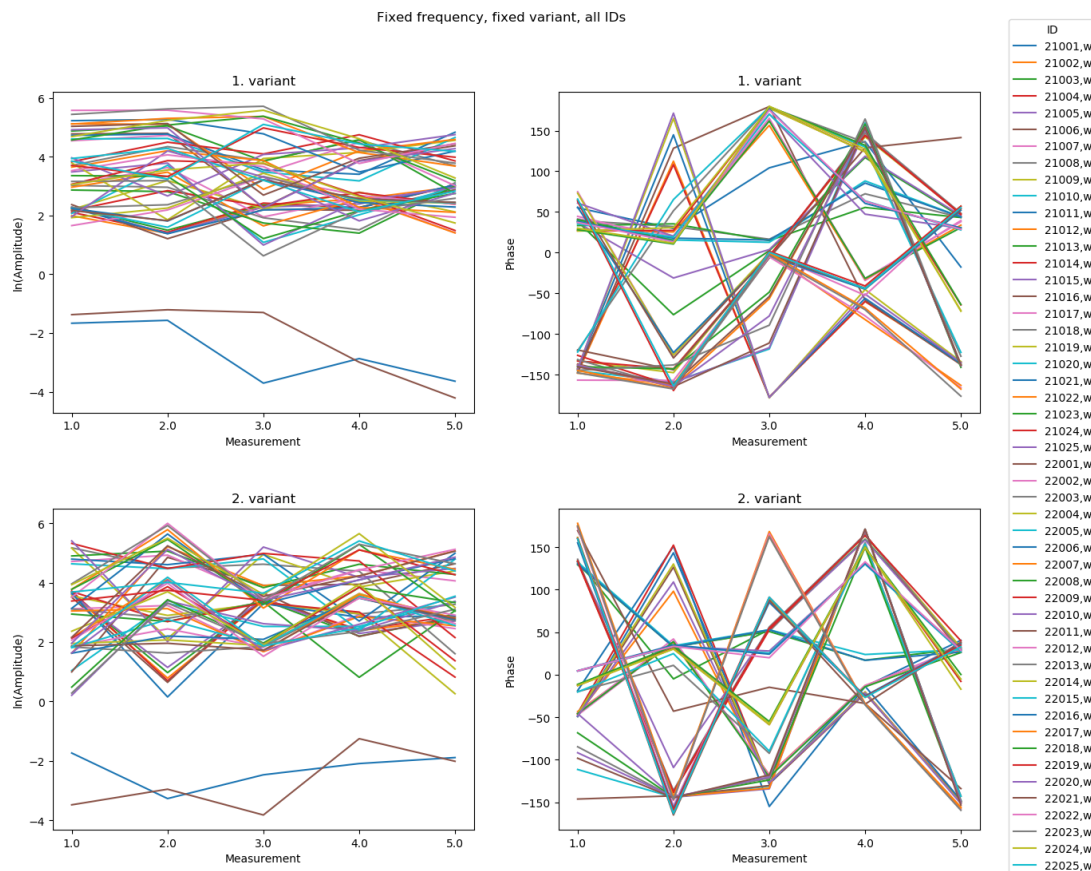 Fixed frequency, fixed variant, all IDs
1. variant
ln(Amplitude)
6
4
2
0
−2
−4
1.0 2.0 3.0 4.0 5.0
Measurement
1. variant
Phase
150
100
50
0
−50
−100
−150
1.0 2.0 3.0 4.0 5.0
Measurement
2. variant
ln(Amplitude)
6
4
2
0
−2
−4
1.0 2.0 3.0 4.0 5.0
Measurement
2. variant
Phase
150
100
50
0
−50
−100
−150
1.0 2.0 3.0 4.0 5.0
Measurement
ID
21001,w
21002,w
21003,w
21004,w
21005,w
21006,w
21007,w
21008,w
21009,w
21010,w
21011,w
21012,w
21013,w
21014,w
21015,w
21016,w
21017,w
21018,w
21019,w
21020,w
21021,w
21022,w
21023,w
21024,w
21025,w
22001,w
22002,w
22003,w
22004,w
22005,w
22006,w
22007,w
22008,w
22009,w
22010,w
22011,w
22012,w
22013,w
22014,w
22015,w
22016,w
22017,w
22018,w
22019,w
22020,w
22021,w
22022,w
22023,w
22024,w
22025,w